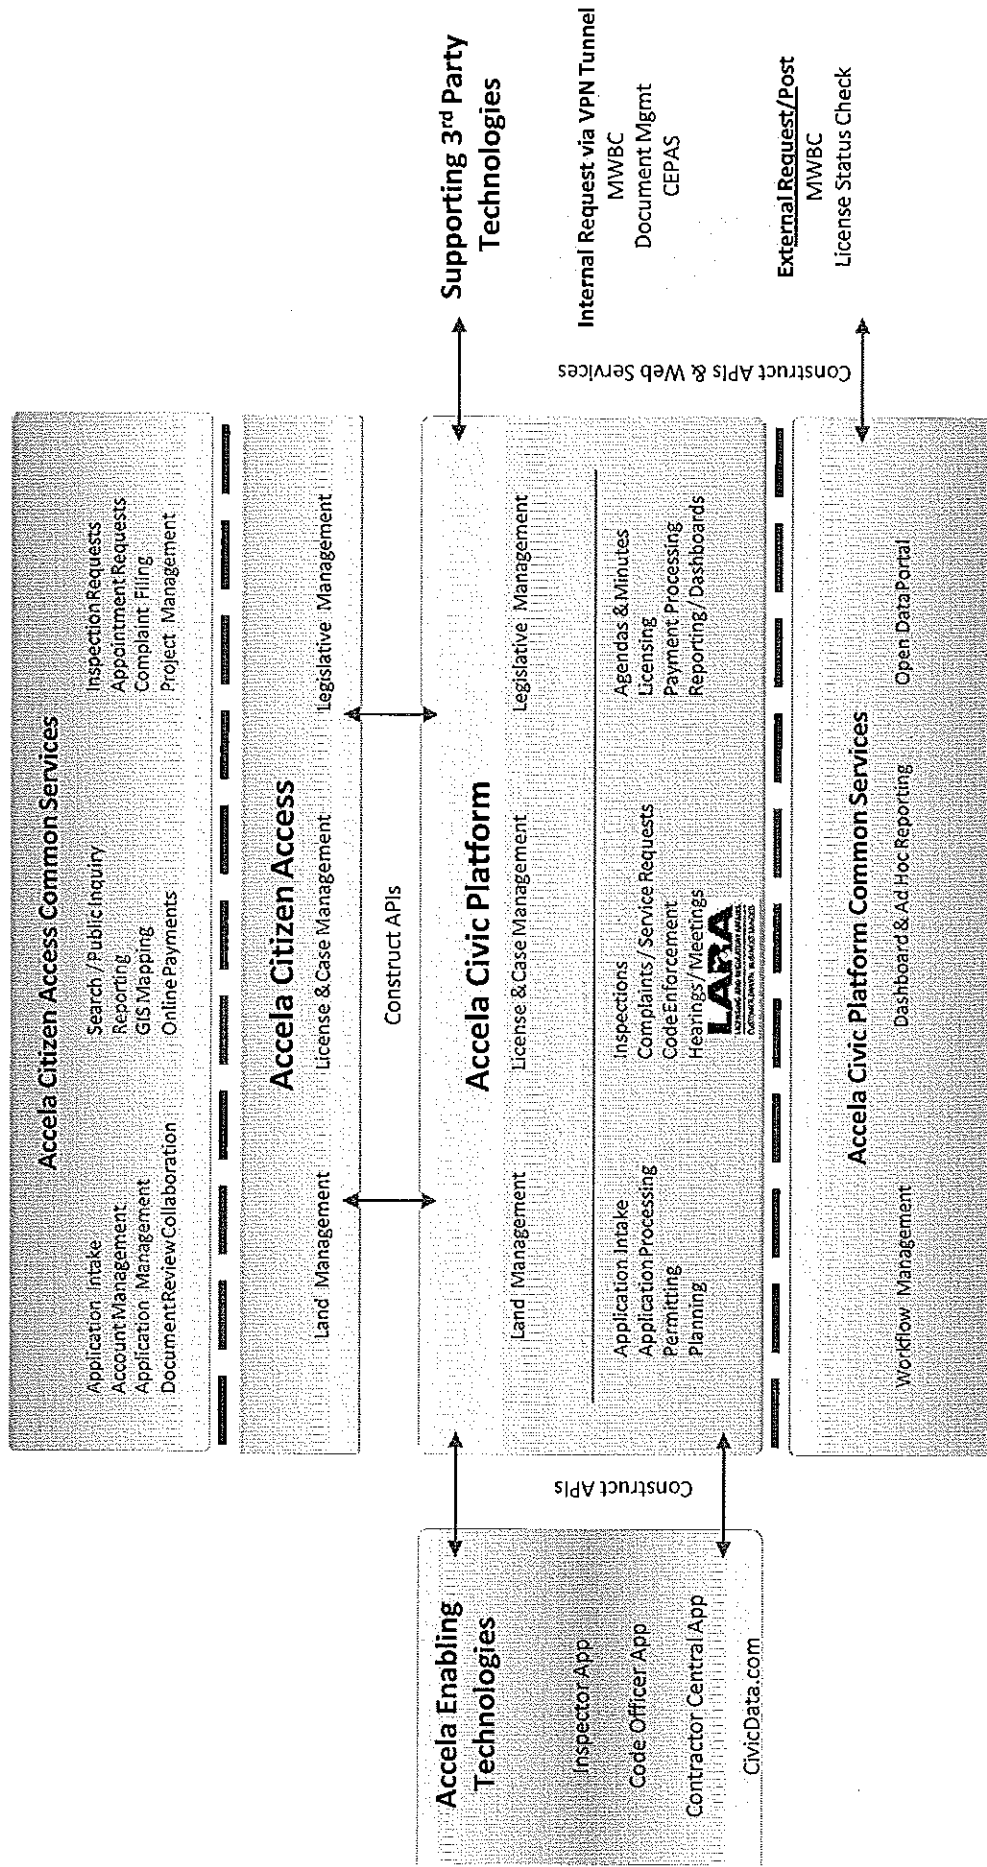 Accela Citizen Access Common Services
Application Intake
Account Management
Application Management
Document Review Collaboration
Search / Public Inquiry
Reporting
GIS Mapping
Online Payments
Inspection Requests
Appointment Requests
Complaint Filing
Project Management
Accela Citizen Access
Land Management
License & Case Management
Legislative Management
Construct APIs
Accela Enabling
Technologies
Inspector App
Code Officer App
Contractor Central App
CivicData.com
Construct APIs
Accela Civic Platform
Land Management
License & Case Management
Legislative Management
Application Intake
Application Processing
Permitting
Planning
Inspections
Complaints / Service Requests
Code Enforcement
Hearings / Meetings
Agendas & Minutes
Licensing
Payment Processing
Reporting / Dashboards
LARA
Supporting 3rd Party
Technologies
Internal Request via VPN Tunnel
MWBC
Document Mgmt
CEPAS
External Request/Post
MWBC
License Status Check
Construct APIs & Web Services
Accela Civic Platform Common Services
Workflow Management
Dashboard & Ad Hoc Reporting
Open Data Portal